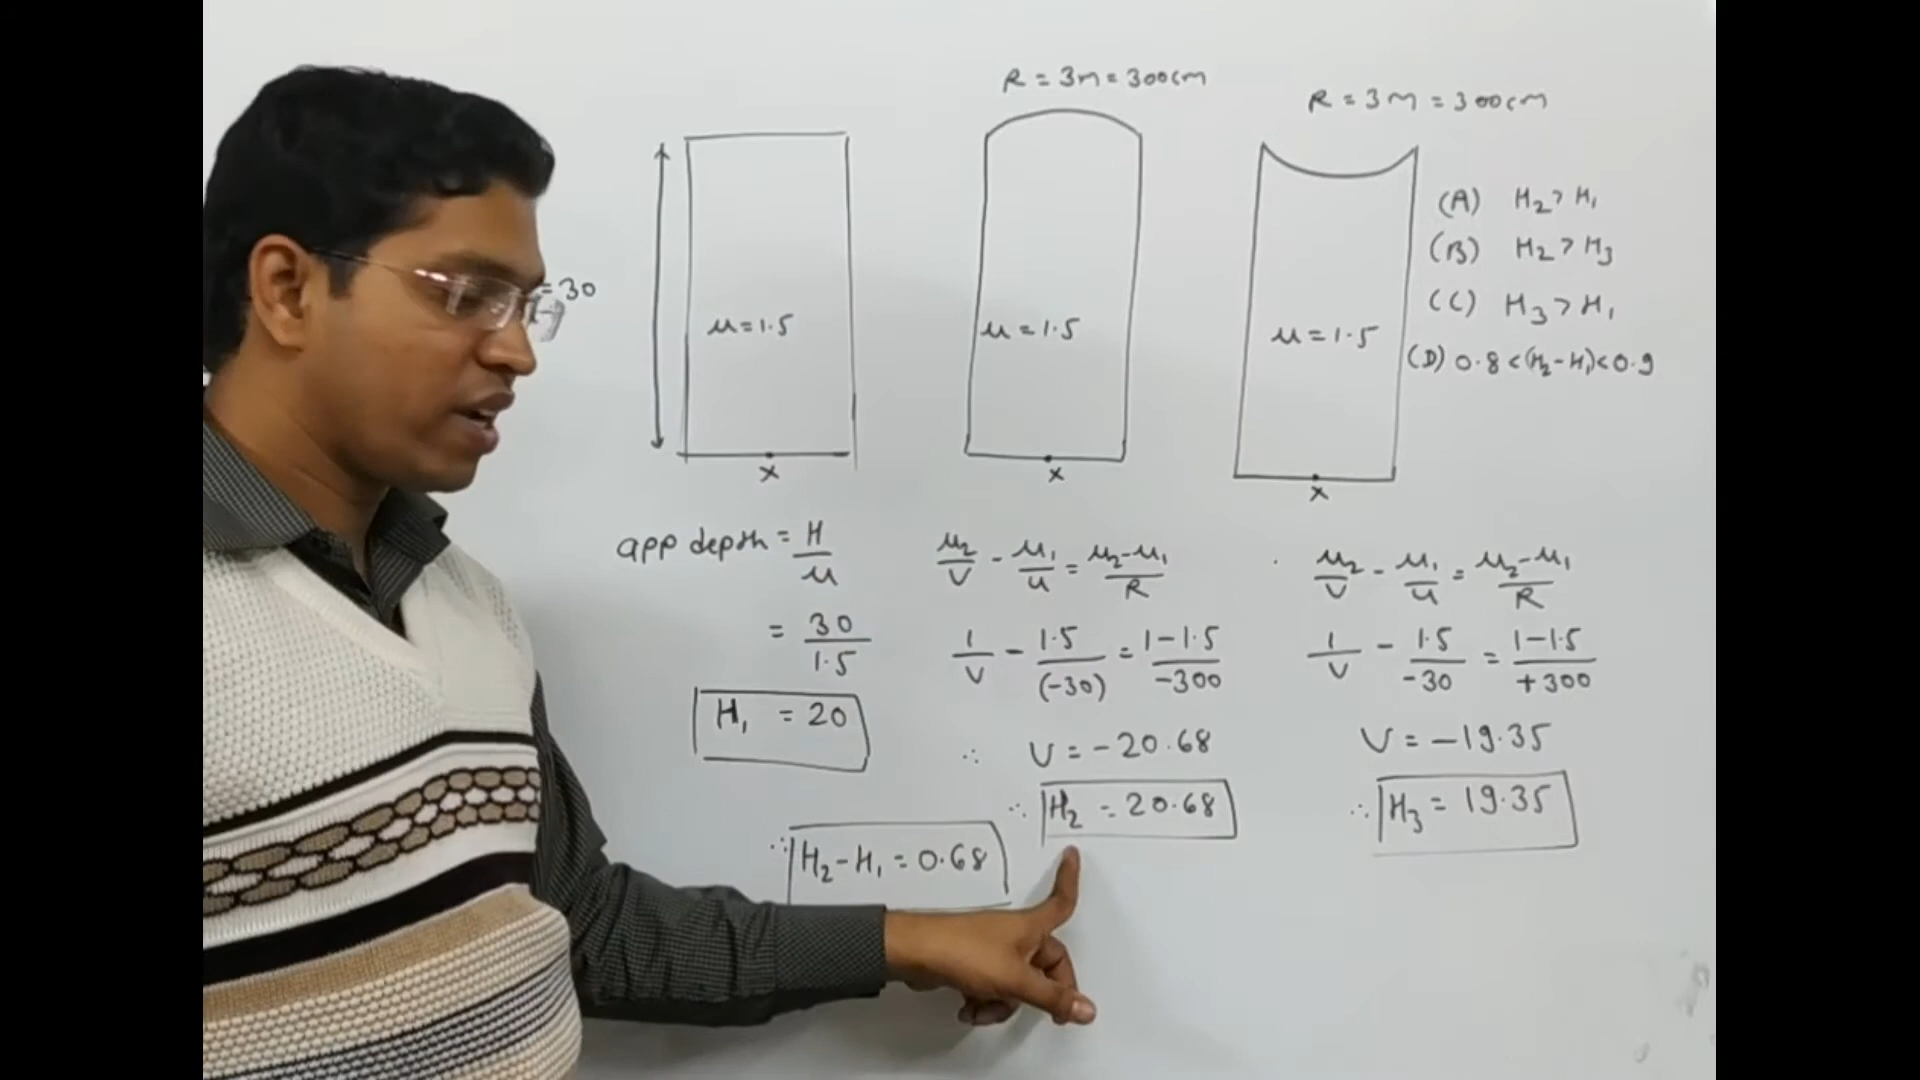 R = 3m = 300cm
R = 3m = 300cm
= 30
μ = 1.5
μ = 1.5
μ = 1.5
(A) H₂ > H₁
(B) H₂ > H₃
(C) H₃ > H₁
(D) 0.8 < (H₂ - H₁) < 0.9
x
x
x
app depth = H/μ
= 30/1.5
H₁ = 20
μ₂/v - μ₁/u = μ₂-μ₁/R
1/v - 1.5/(-30) = 1-1.5/-300
∴ v = -20.68
∴ H₂ = 20.68
∴ H₂ - H₁ = 0.68
μ₂/v - μ₁/u = μ₂-μ₁/R
1/v - 1.5/-30 = 1-1.5/+300
v = -19.35
∴ H₃ = 19.35